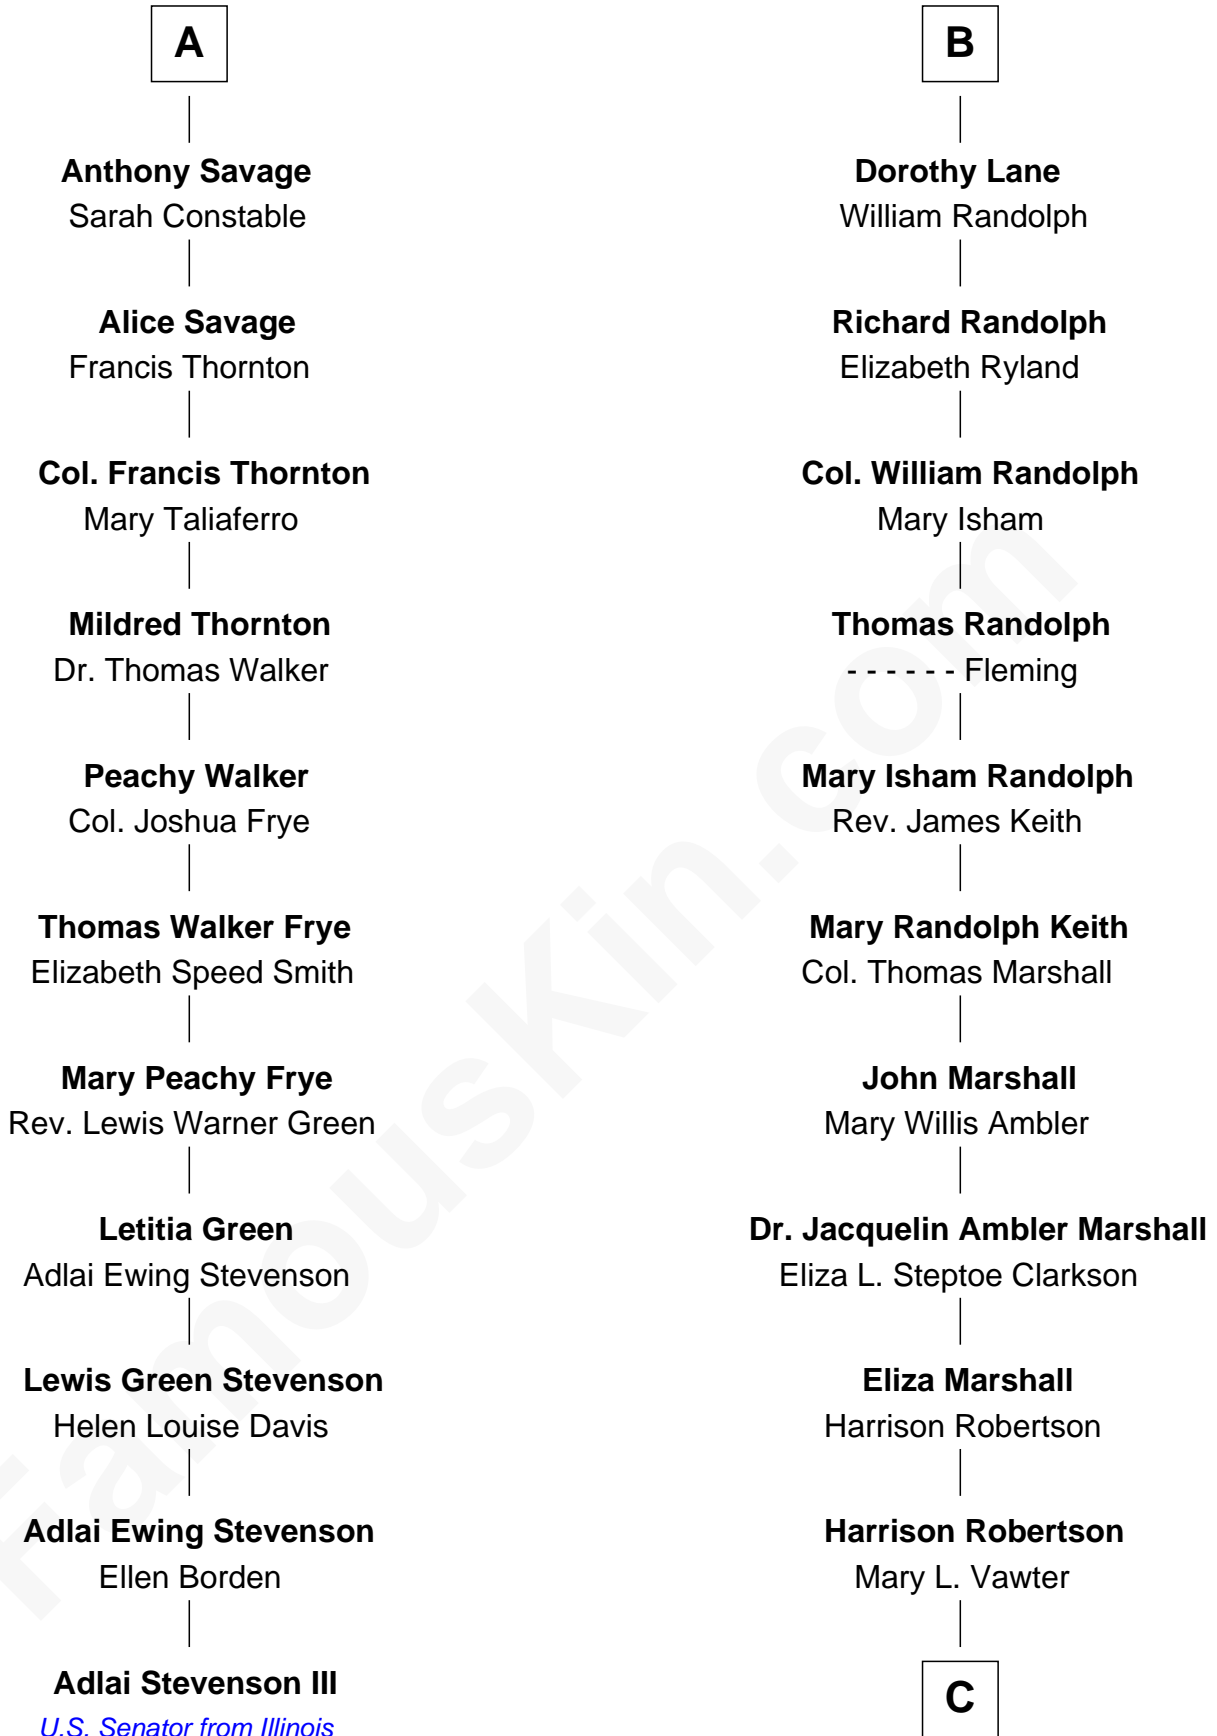 A
Anthony Savage
Sarah Constable
Alice Savage
Francis Thornton
Col. Francis Thornton
Mary Taliaferro
Mildred Thornton
Dr. Thomas Walker
Peachy Walker
Col. Joshua Frye
Thomas Walker Frye
Elizabeth Speed Smith
Mary Peachy Frye
Rev. Lewis Warner Green
Letitia Green
Adlai Ewing Stevenson
Lewis Green Stevenson
Helen Louise Davis
Adlai Ewing Stevenson
Ellen Borden
Adlai Stevenson III
U.S. Senator from Illinois
B
Dorothy Lane
William Randolph
Richard Randolph
Elizabeth Ryland
Col. William Randolph
Mary Isham
Thomas Randolph
- - - - - - Fleming
Mary Isham Randolph
Rev. James Keith
Mary Randolph Keith
Col. Thomas Marshall
John Marshall
Mary Willis Ambler
Dr. Jacquelin Ambler Marshall
Eliza L. Steptoe Clarkson
Eliza Marshall
Harrison Robertson
Harrison Robertson
Mary L. Vawter
C
FamousKin.com